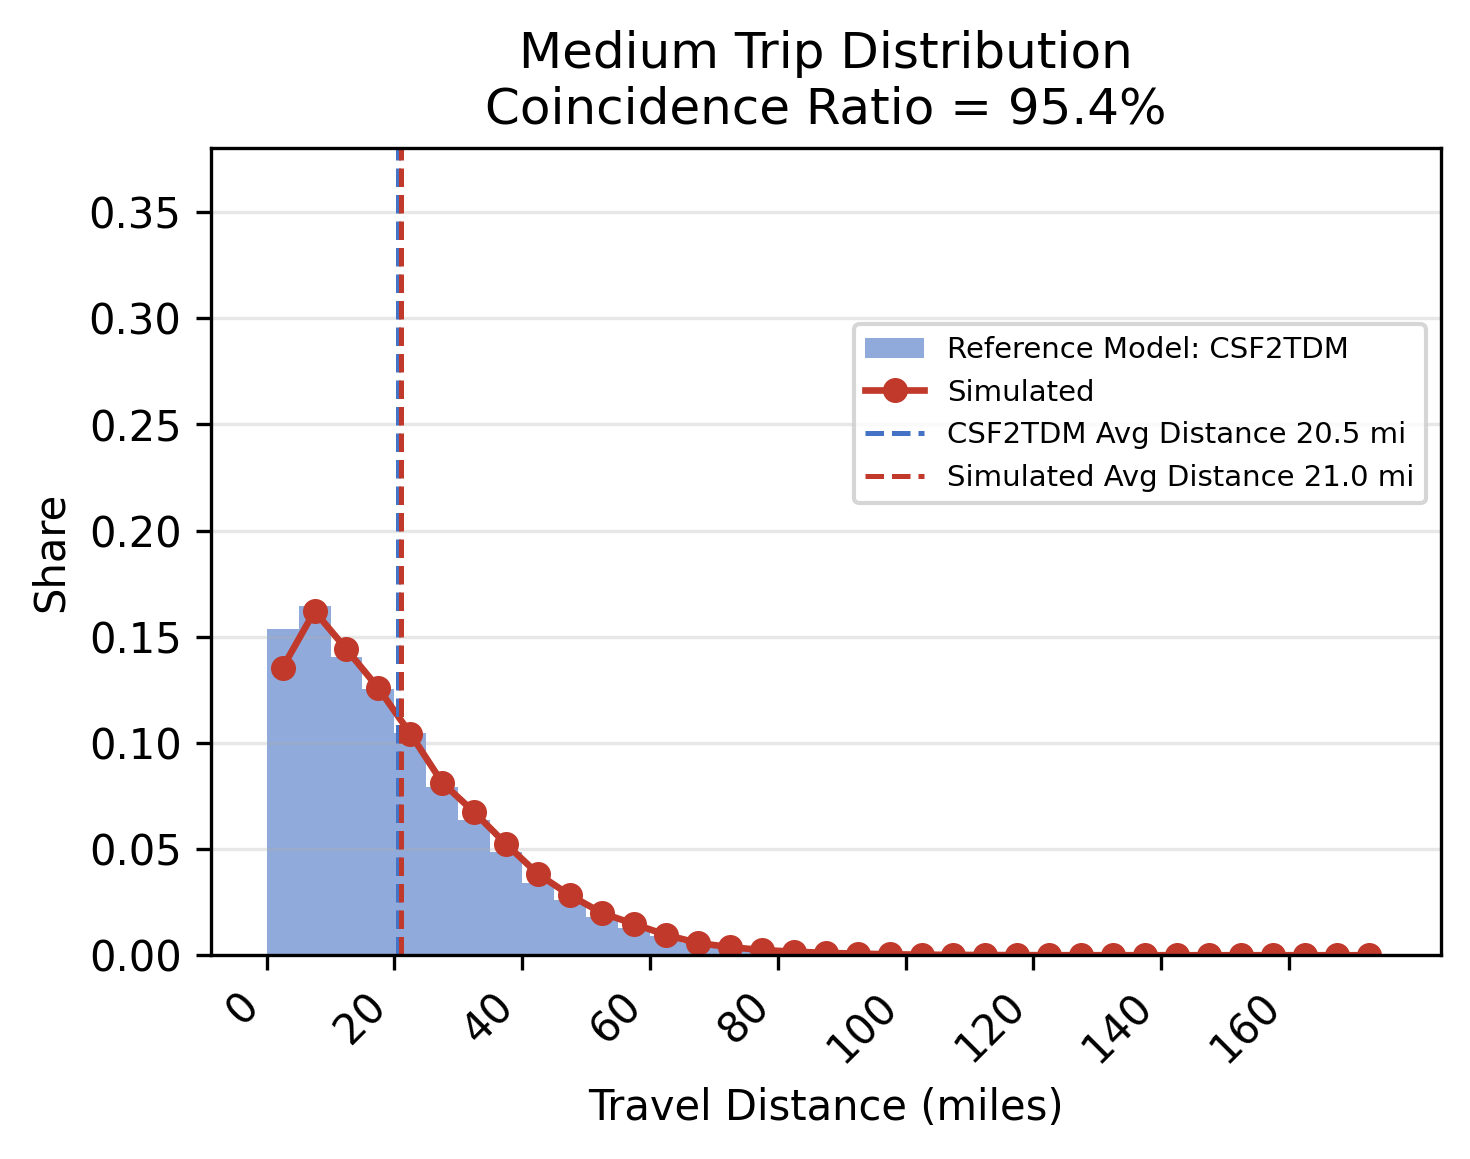 Medium Trip Distribution
Coincidence Ratio = 95.4%
0.35
0.30
0.25
0.20
0.15
0.10
0.05
0.00
Share
Reference Model: CSF2TDM
Simulated
CSF2TDM Avg Distance 20.5 mi
Simulated Avg Distance 21.0 mi
0 20 40 60 80 100 120 140 160
Travel Distance (miles)